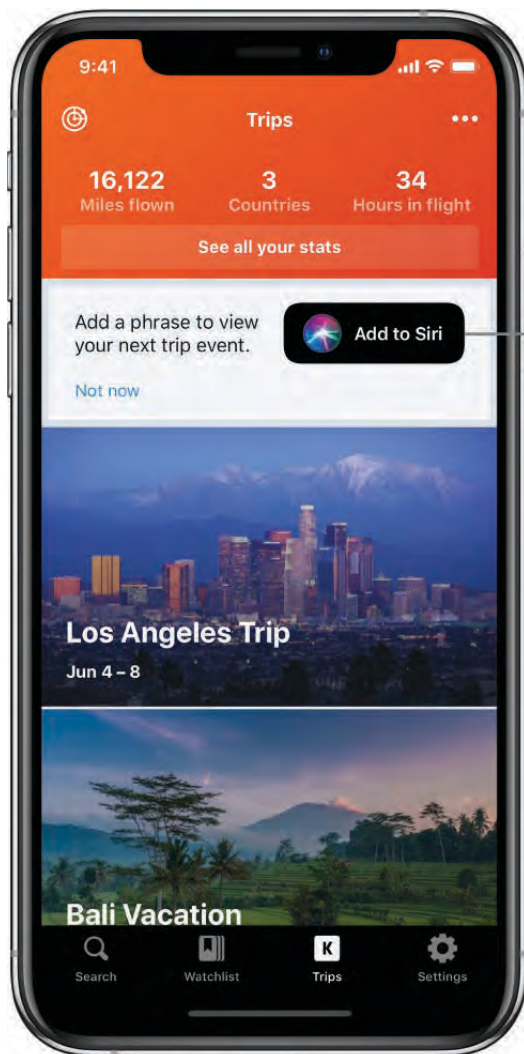 9:41
Trips
16,122 3 34
Miles flown Countries Hours in flight
See all your stats
Add a phrase to view
your next trip event.
Add to Siri
Not now
Los Angeles Trip
Jun 4 – 8
Bali Vacation
K
Search Watchlist Trips Settings